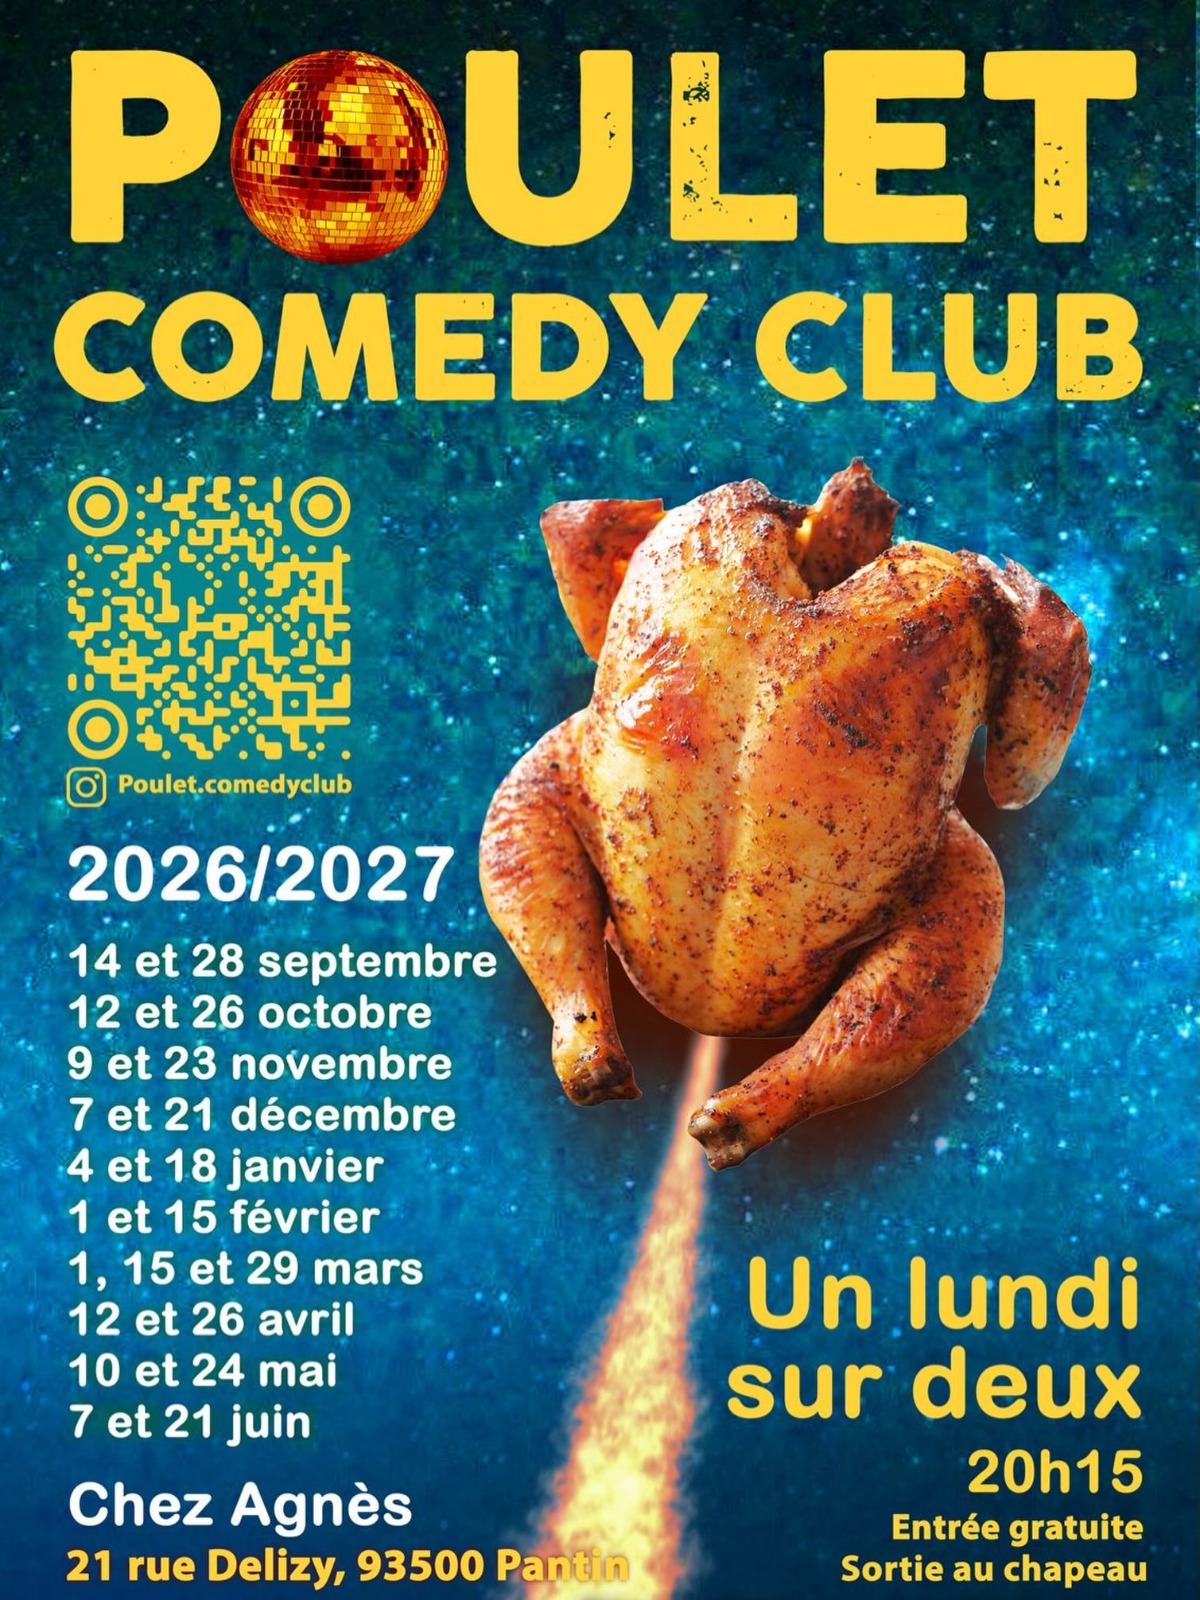 POULET
COMEDY CLUB
Poulet.comedyclub
2026/2027
14 et 28 septembre
12 et 26 octobre
9 et 23 novembre
7 et 21 décembre
4 et 18 janvier
1 et 15 février
1, 15 et 29 mars
12 et 26 avril
10 et 24 mai
7 et 21 juin
Chez Agnès
21 rue Delizy, 93500 Pantin
Un lundi
sur deux
20h15
Entrée gratuite
Sortie au chapeau